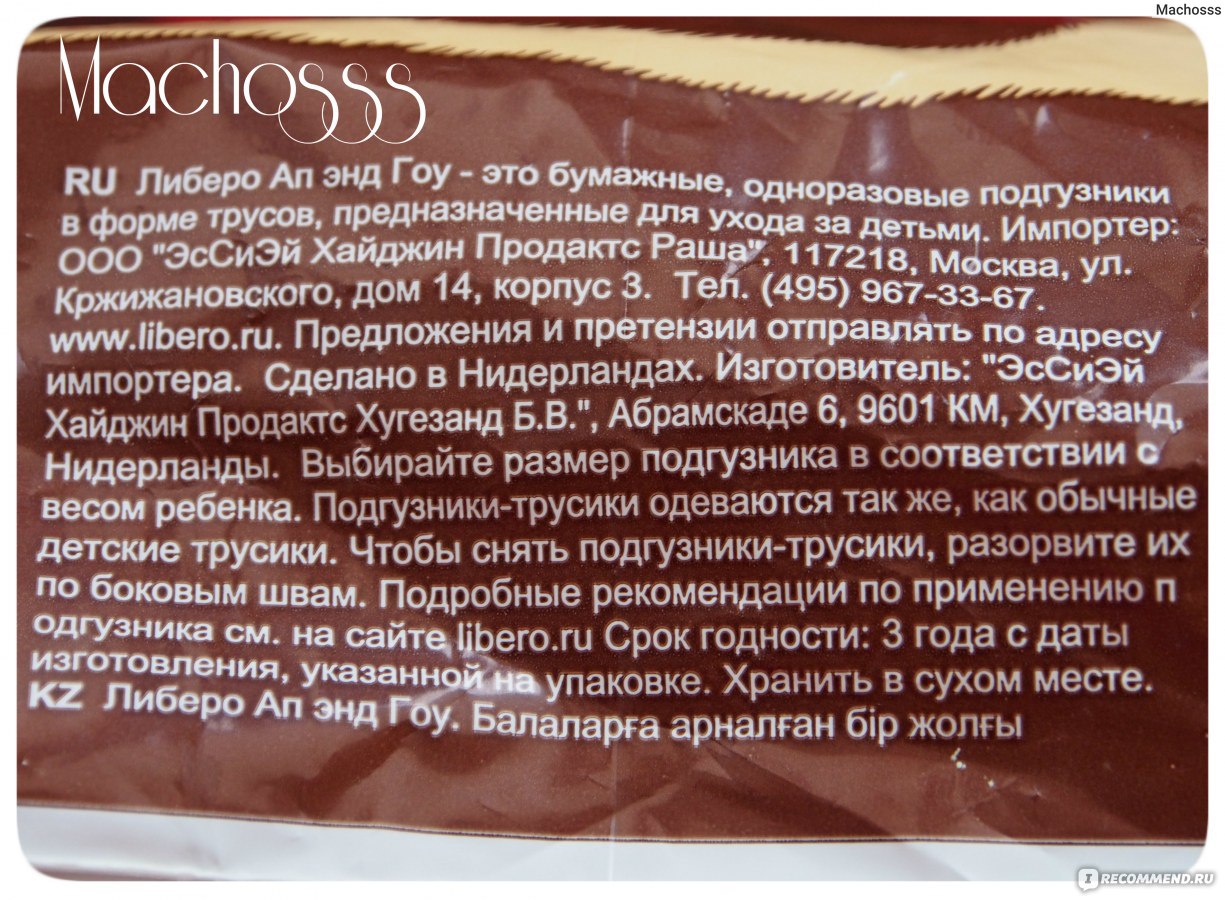 Machosss
Machosss
RU Либеро Ап энд Гоу - это бумажные, одноразовые подгузники
в форме трусов, предназначенные для ухода за детьми. Импортер:
ООО "ЭсСиЭй Хайджин Продактс Раша", 117218, Москва, ул.
Кржижановского, дом 14, корпус 3. Тел. (495) 967-33-67.
www.libero.ru. Предложения и претензии отправлять по адресу
импортера. Сделано в Нидерландах. Изготовитель: "ЭсСиЭй
Хайджин Продактс Хугезанд Б.В.", Абрамскаде 6, 9601 КМ, Хугезанд,
Нидерланды. Выбирайте размер подгузника в соответствии с
весом ребенка. Подгузники-трусики одеваются так же, как обычные
детские трусики. Чтобы снять подгузники-трусики, разорвите их
по боковым швам. Подробные рекомендации по применению п
одгузника см. на сайте libero.ru Срок годности: 3 года с даты
изготовления, указанной на упаковке. Хранить в сухом месте.
KZ Либеро Ап энд Гоу. Балаларға арналған бір жолғы
I RECOMMEND.RU